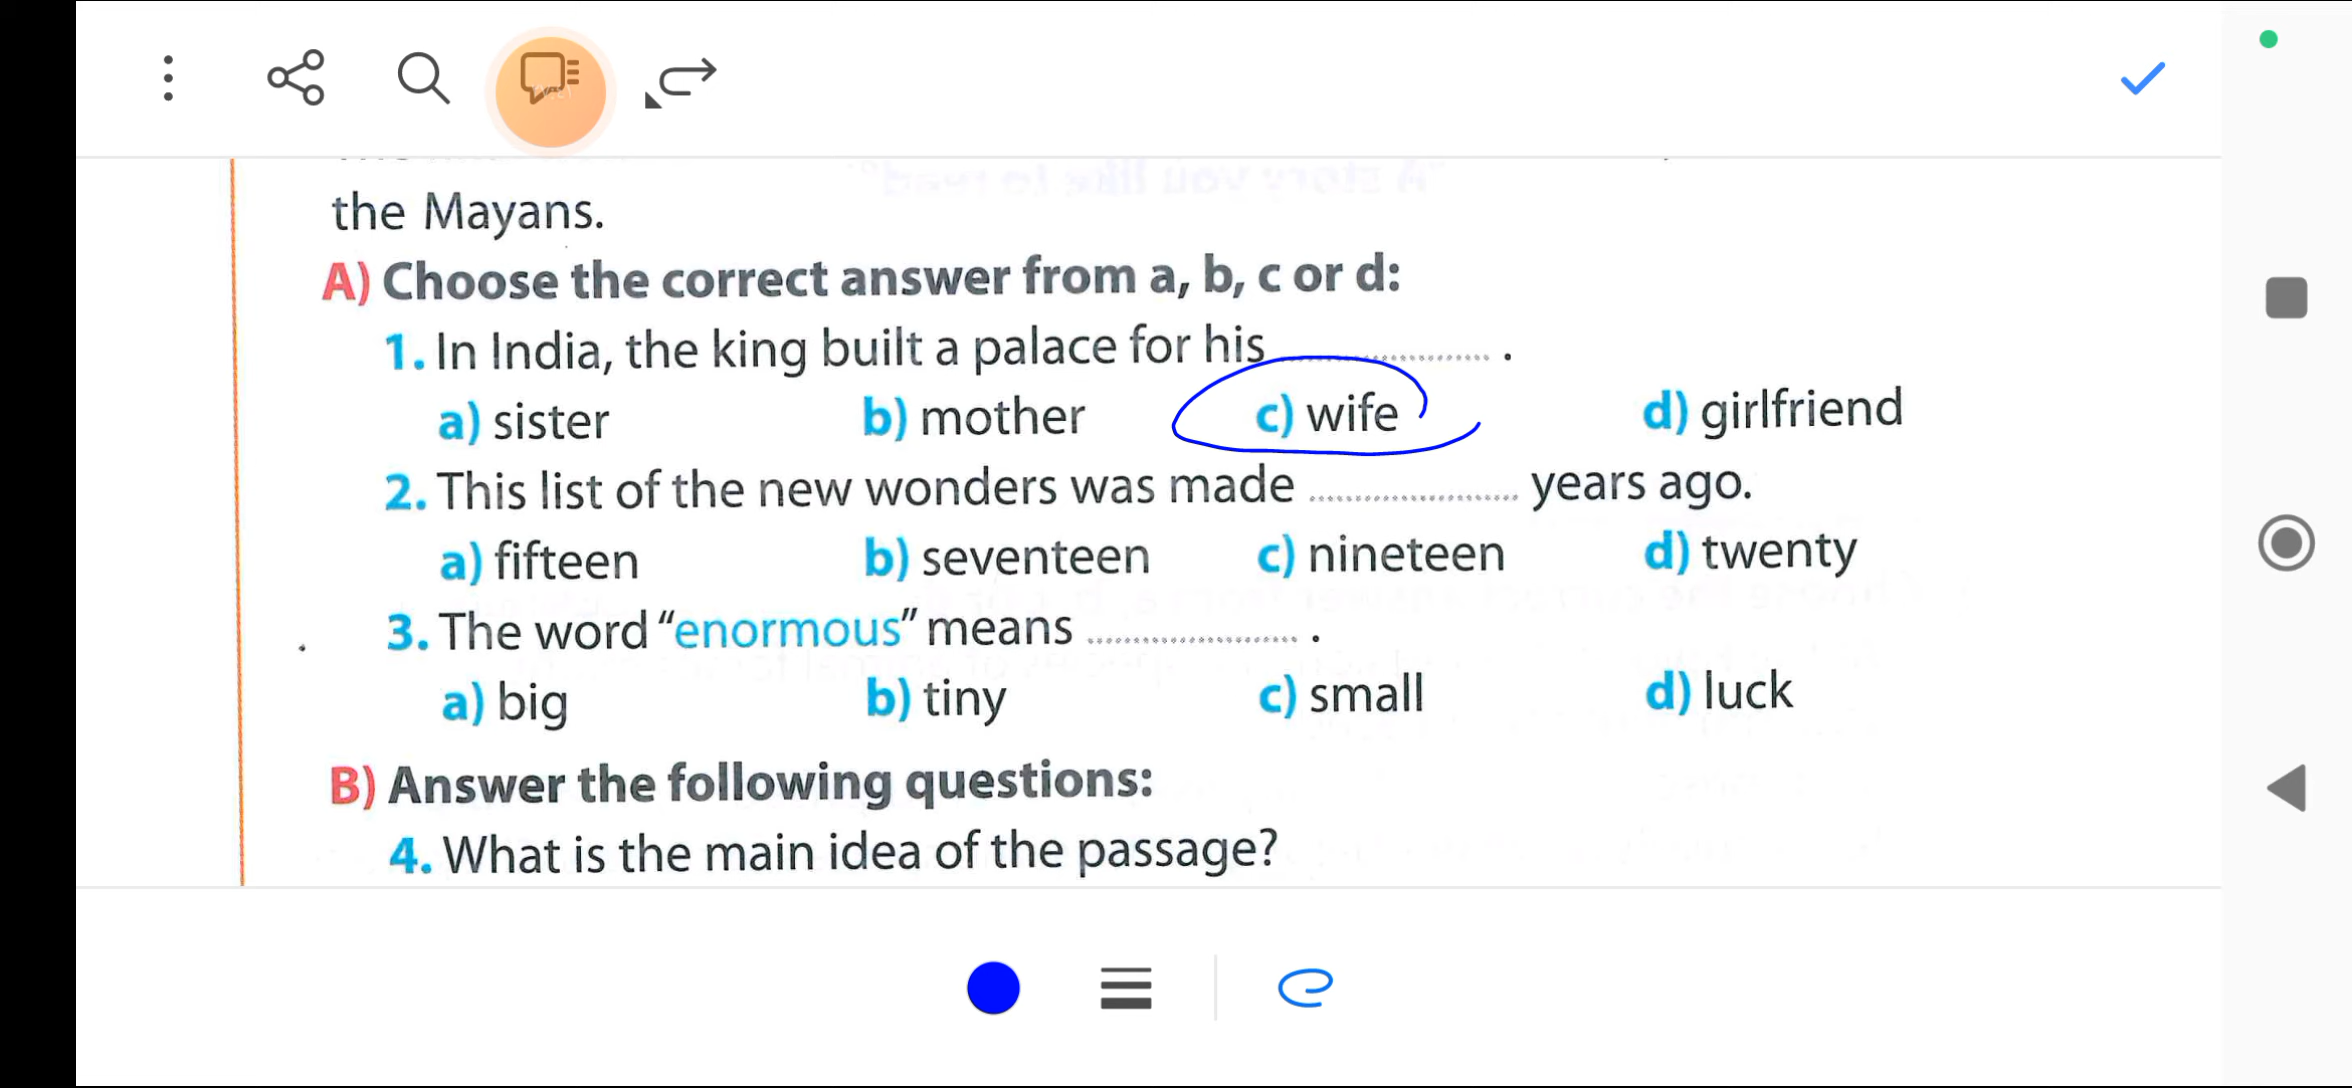 the Mayans.
A) Choose the correct answer from a, b, c or d:
1. In India, the king built a palace for his .................... .
a) sister b) mother c) wife d) girlfriend
2. This list of the new wonders was made .................... years ago.
a) fifteen b) seventeen c) nineteen d) twenty
3. The word "enormous" means .................... .
a) big b) tiny c) small d) luck
B) Answer the following questions:
4. What is the main idea of the passage?